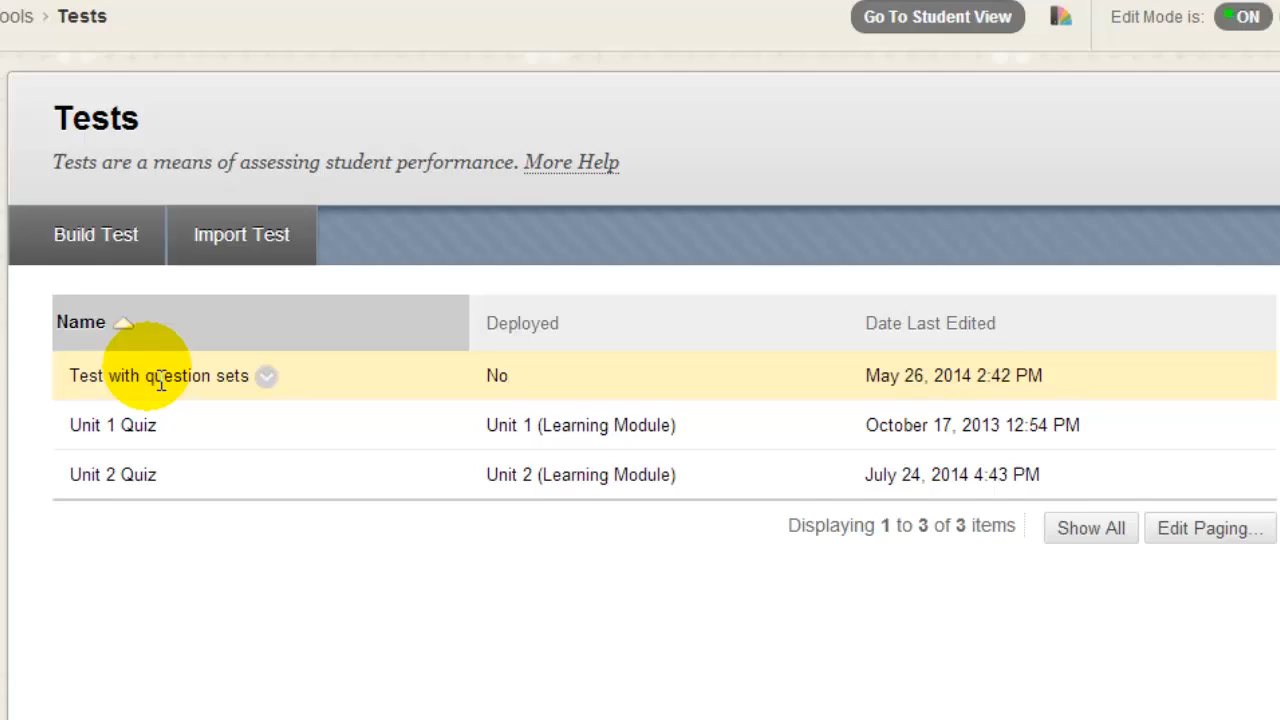 ools > Tests
Go To Student View
Edit Mode is:
ON
Tests
Tests are a means of assessing student performance. More Help
Build Test
Import Test
Name
Deployed
Date Last Edited
Test with question sets
No
May 26, 2014 2:42 PM
Unit 1 Quiz
Unit 1 (Learning Module)
October 17, 2013 12:54 PM
Unit 2 Quiz
Unit 2 (Learning Module)
July 24, 2014 4:43 PM
Displaying 1 to 3 of 3 items
Show All
Edit Paging...